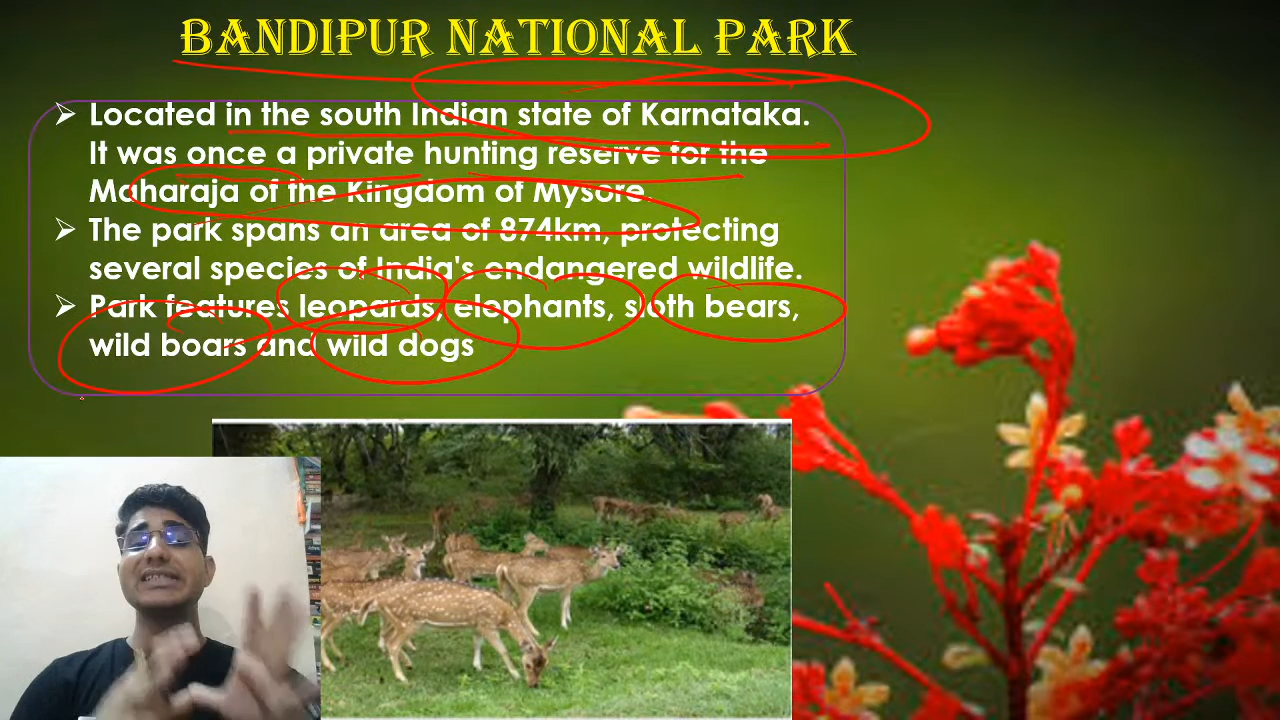 BANDIPUR NATIONAL PARK
➢ Located in the south Indian state of Karnataka.
It was once a private hunting reserve for the
Maharaja of the Kingdom of Mysore.
➢ The park spans an area of 874km, protecting
several species of India's endangered wildlife.
➢ Park features leopards, elephants, sloth bears,
wild boars and wild dogs